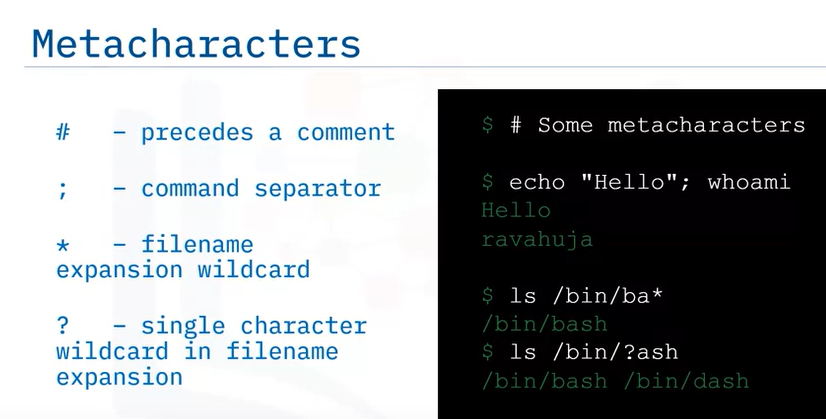 Metacharacters
# – precedes a comment
; – command separator
* – filename
expansion wildcard
? – single character
wildcard in filename
expansion
$ # Some metacharacters
$ echo "Hello"; whoami
Hello
ravahuja
$ ls /bin/ba*
/bin/bash
$ ls /bin/?ash
/bin/bash /bin/dash